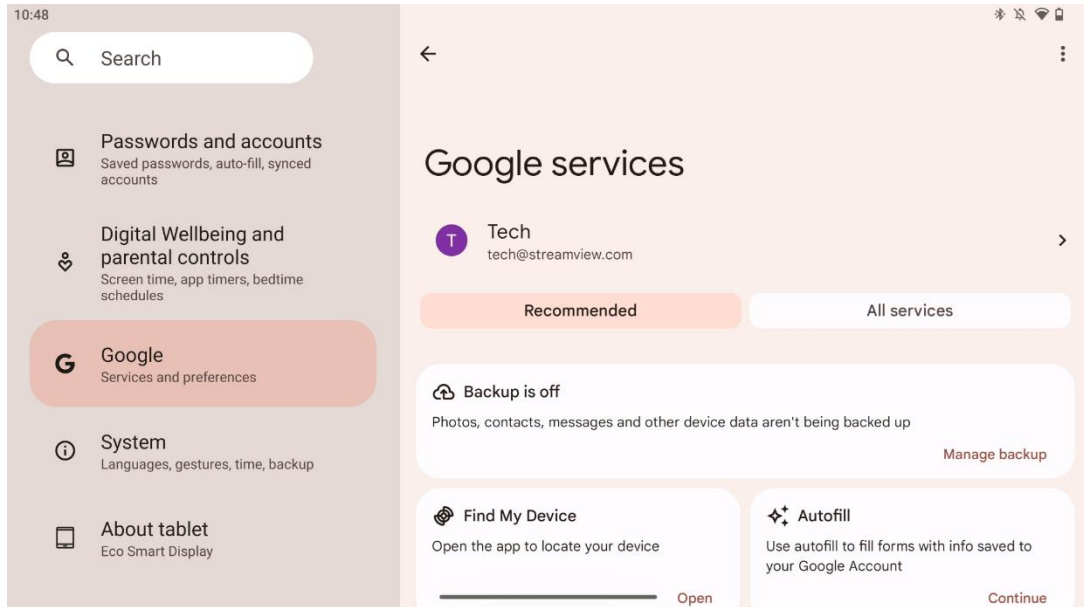 10:48
Search
Passwords and accounts
Saved passwords, auto-fill, synced
accounts
Digital Wellbeing and
parental controls
Screen time, app timers, bedtime
schedules
Google
Services and preferences
System
Languages, gestures, time, backup
About tablet
Eco Smart Display
Google services
T
Tech
tech@streamview.com
Recommended
All services
Backup is off
Photos, contacts, messages and other device data aren't being backed up
Manage backup
Find My Device
Open the app to locate your device
Open
Autofill
Use autofill to fill forms with info saved to
your Google Account
Continue